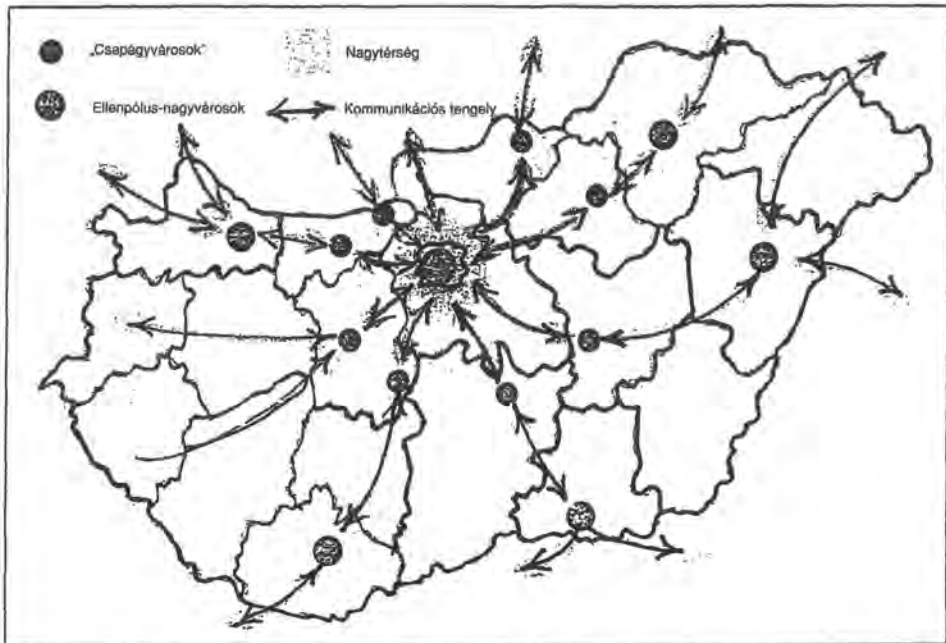 „Csapágyvárosok”
Nagytérség
Ellenpólus-nagyvárosok
Kommunikációs tengely